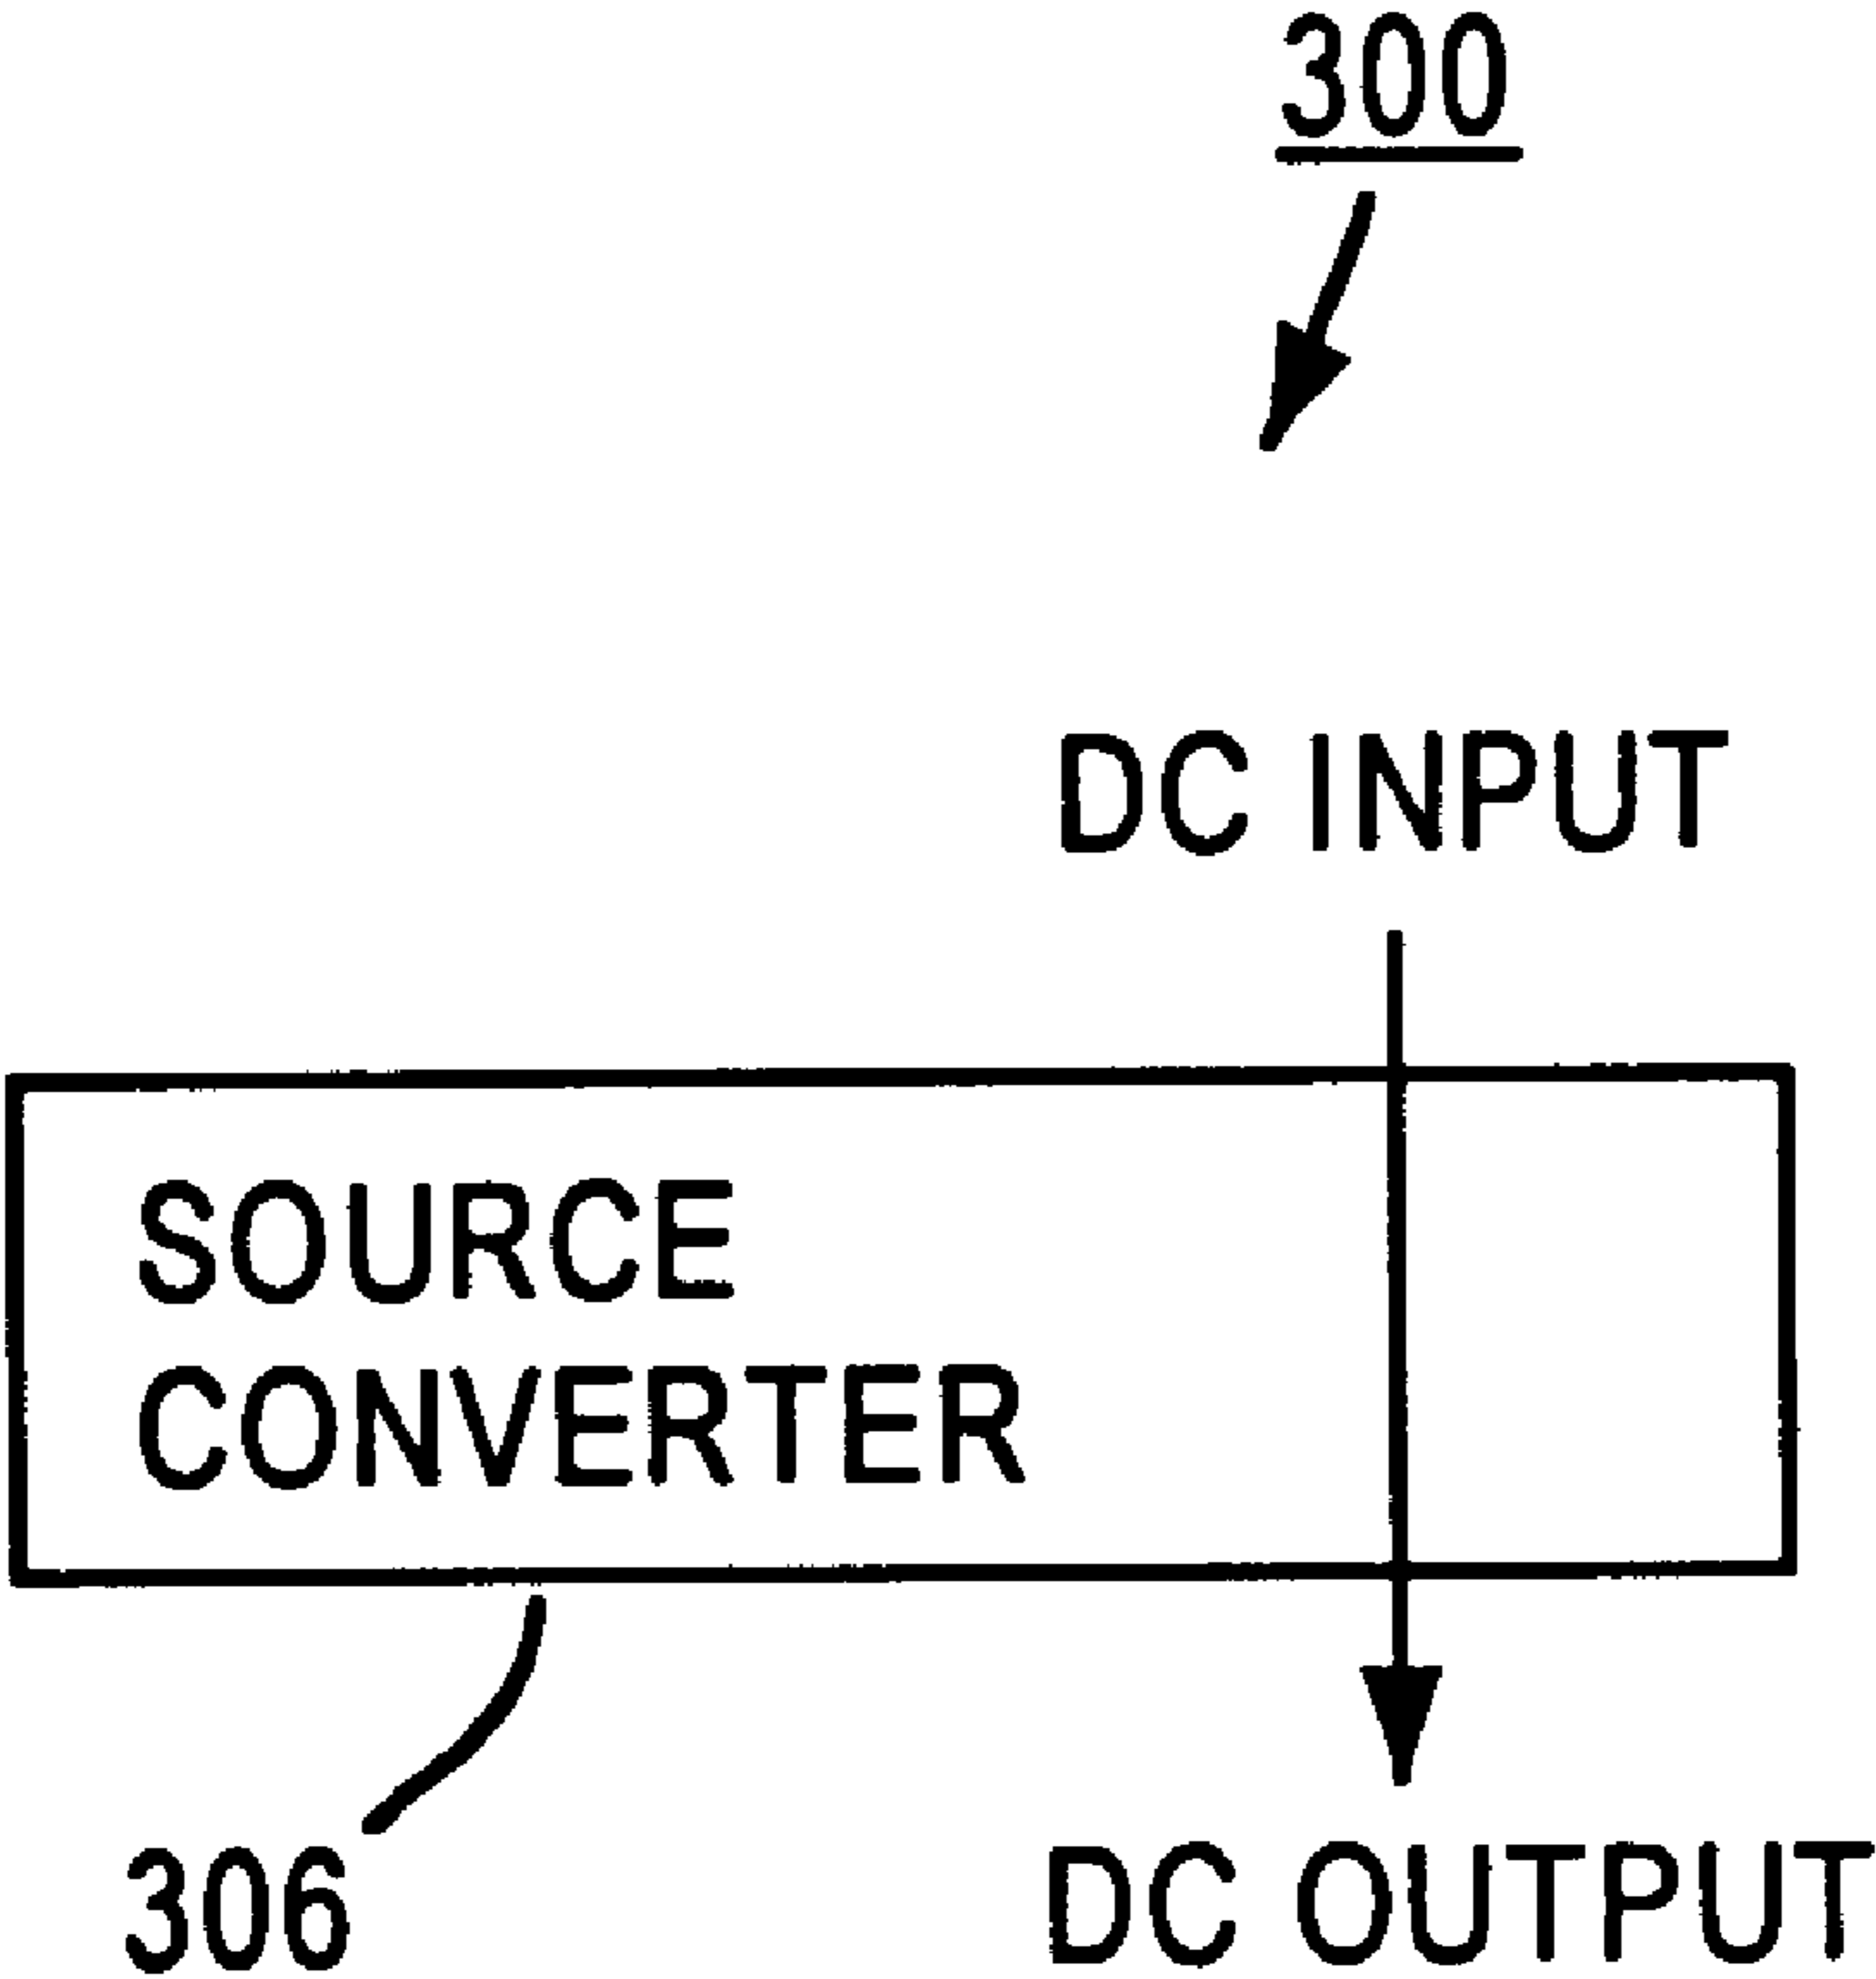 300
DC INPUT
SOURCE
CONVERTER
306
DC OUTPUT